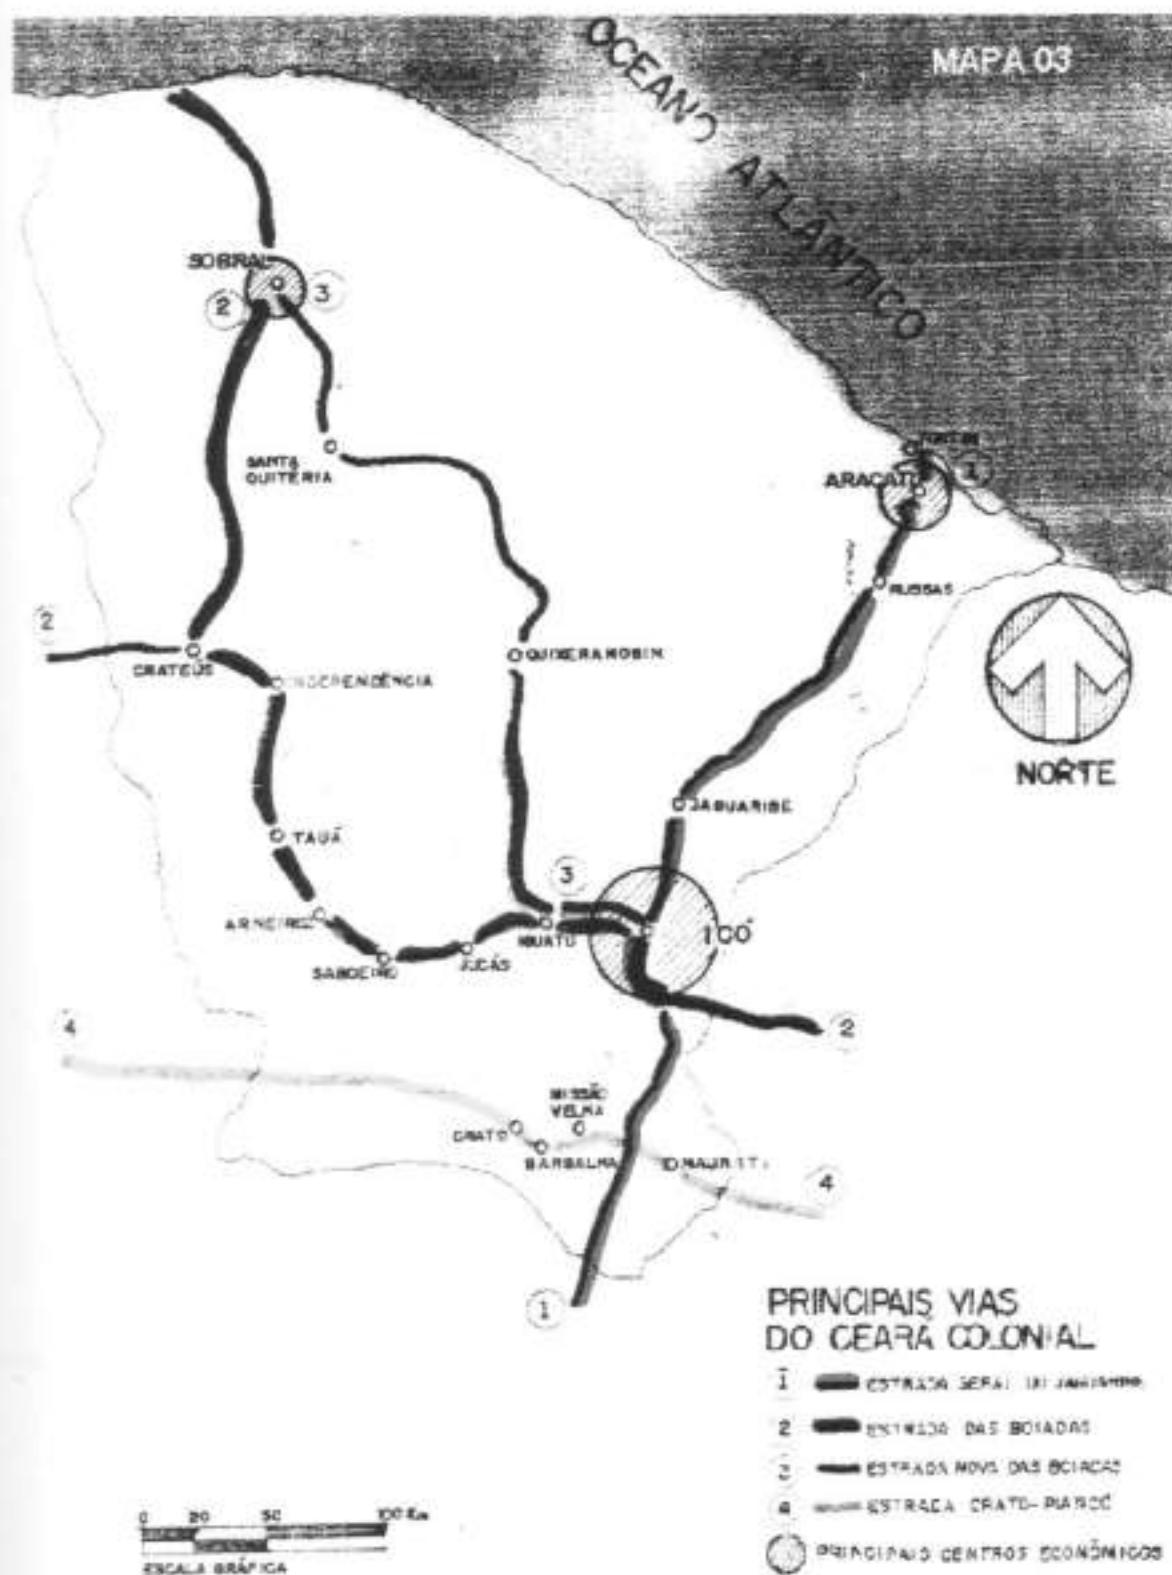 MAPA 03
OCEANO ATLÂNTICO
SOBRAL
2
3
SANTA
QUITÉRIA
ARACATI
1
RUSSAS
2
CRATEÚS
INDEPENDÊNCIA
QUIXERAMOBIM
NORTE
JAGUARIBE
TAUÁ
3
ARNEIROZ
IGUATU
ICÓ
SABOEIRO
JUCÁS
2
4
MISSÃO
VELHA
CRATO
BARBALHA
MAURITI
4
1
PRINCIPAIS VIAS
DO CEARÁ COLONIAL
1 ESTRADA GERAL DO JAGUARIBE
2 ESTRADA DAS BOIADAS
3 ESTRADA NOVA DAS BOIADAS
4 ESTRADA CRATO-PIANCÓ
PRINCIPAIS CENTROS ECONÔMICOS
0 20 50 100 Km
ESCALA GRÁFICA